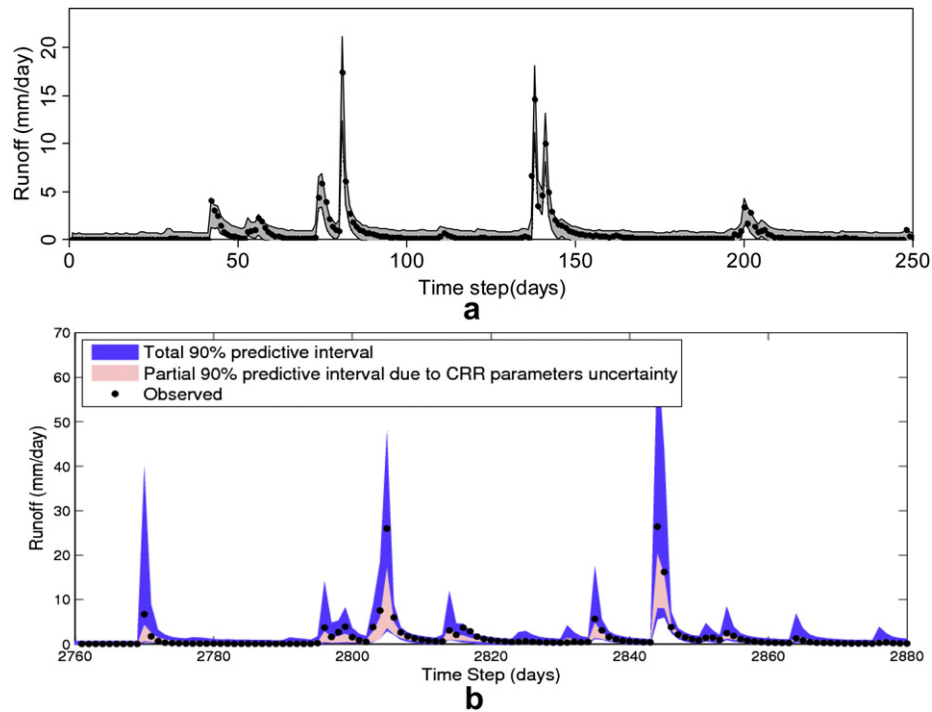 20
15
10
5
0
Runoff (mm/day)
0 50 100 150 200 250
Time step(days)
a
70
60
50
40
30
20
10
0
Runoff (mm/day)
Total 90% predictive interval
Partial 90% predictive interval due to CRR parameters uncertainty
Observed
2760 2780 2800 2820 2840 2860 2880
Time Step (days)
b